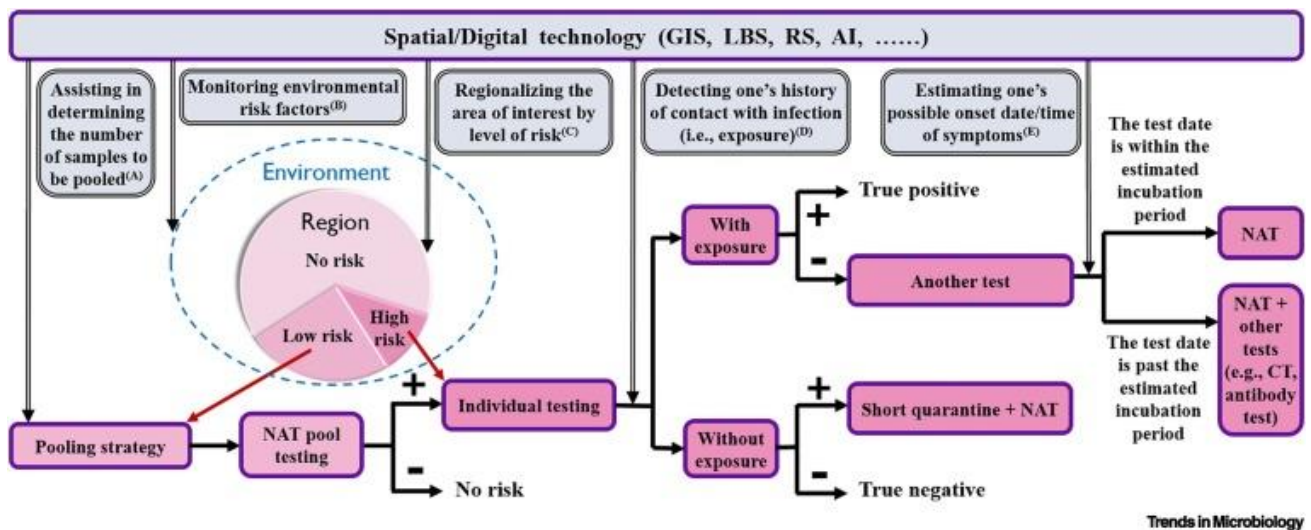 Spatial/Digital technology (GIS, LBS, RS, AI, ……)
Assisting in
determining
the number
of samples to
be pooled(A)
Monitoring environmental
risk factors(B)
Regionalizing the
area of interest by
level of risk(C)
Detecting one's history
of contact with infection
(i.e., exposure)(D)
Estimating one's
possible onset date/time
of symptoms(E)
The test date
is within the
estimated
incubation
period
Environment
Region
No risk
Low risk
High
risk
With
exposure
+
-
True positive
Another test
NAT
NAT +
other
tests
(e.g., CT,
antibody
test)
The test date
is past the
estimated
incubation
period
Pooling strategy
NAT pool
testing
+
-
Individual testing
No risk
Without
exposure
+
-
Short quarantine + NAT
True negative
Trends in Microbiology